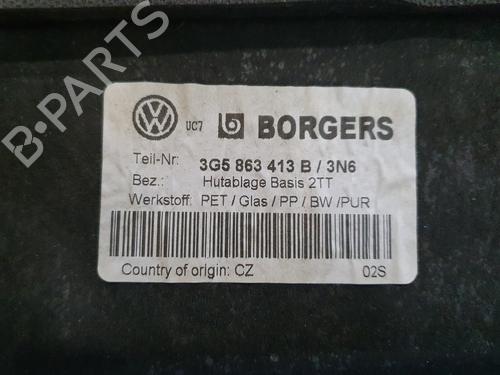 UC7 BORGERS
Teil-Nr: 3G5 863 413 B / 3N6
Bez.: Hutablage Basis 2TT
Werkstoff: PET / Glas / PP / BW /PUR
Country of origin: CZ 02S
B-PARTS